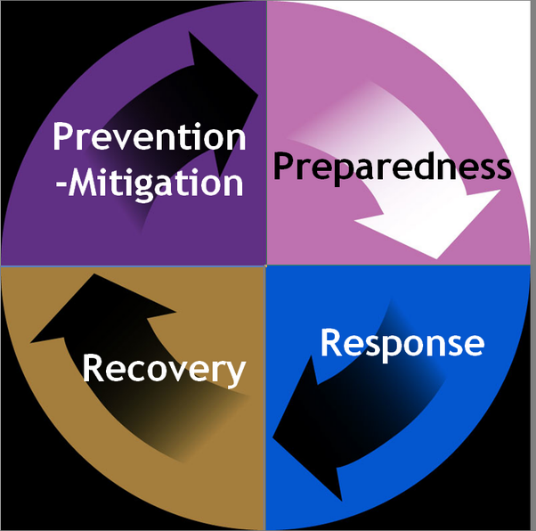 Prevention
-Mitigation
Preparedness
Response
Recovery